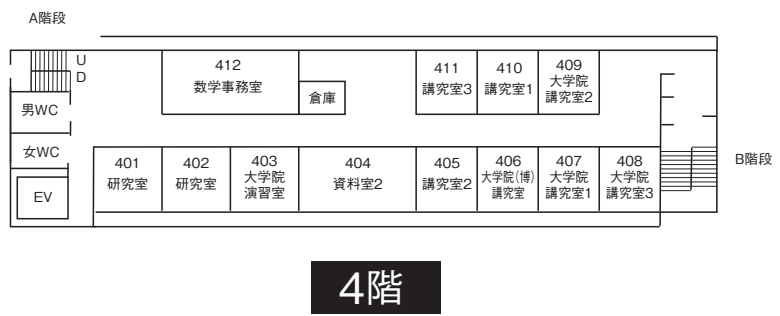 A階段
U
D
412
数学事務室
倉庫
411
講究室3
410
講究室1
409
大学院
講究室2
男WC
女WC
EV
401
研究室
402
研究室
403
大学院
演習室
404
資料室2
405
講究室2
406
大学院(博)
講究室
407
大学院
講究室1
408
大学院
講究室3
B階段
4階